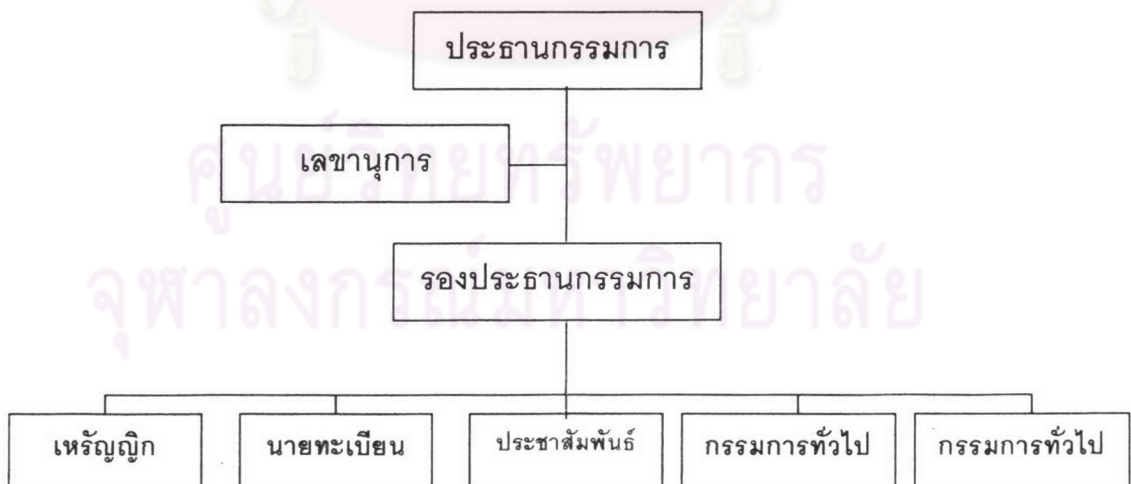 ประธานกรรมการ
เลขานุการ
ศูนย์วิทยทรัพยากร
รองประธานกรรมการ
จุฬาลงกรณ์มหาวิทยาลัย
เหรัญญิก นายทะเบียน ประชาสัมพันธ์ กรรมการทั่วไป กรรมการทั่วไป